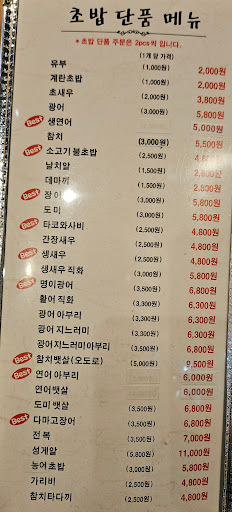 초밥 단품 메뉴
* 초밥 단품 주문은 2pcs씩 입니다.
(1개 당 가격)
유부 (1,000원) 2,000원
계란초밥 (1,000원) 2,000원
초새우 (2,000원) 3,800원
광어 (3,000원) 5,800원
Best 생연어 5,000원
참치 (3,000원)
Best 소고기불초밥 (2,500원) 4,800원
날치알 (1,500원)
데마끼 (1,500원) 2,800원
Best 장어 (2,500원) 5,800원
도미 (3,000원) 5,800원
Best 타코와사비 (2,500원) 4,800원
간장새우 (2,500원) 4,800원
Best 생새우 (2,500원) 4,800원
생새우 직화 (2,500원) 4,800원
Best 명이광어 (3,500원) 6,800원
활어 직화 (3,500원) 6,300원
광어 아부리 (3,500원) 6,300원
광어 지느러미 (3,500원) 6,300원
광어지느러미아부리 (3,500원) 6,800원
Best 참치뱃살(오도로) (5,000원) 9,500원
Best 연어 아부리 6,000원
연어뱃살 6,000원
도미 뱃살 (3,500원) 6,800원
Best 다마고장어 (3,500원) 6,800원
전복 (3,500원) 7,000원
성게알 (5,800원) 11,000원
농어초밥 (3,000원) 5,800원
가리비 (2,500원) 4,800원
참치타다끼 (2,500원) 4,800원